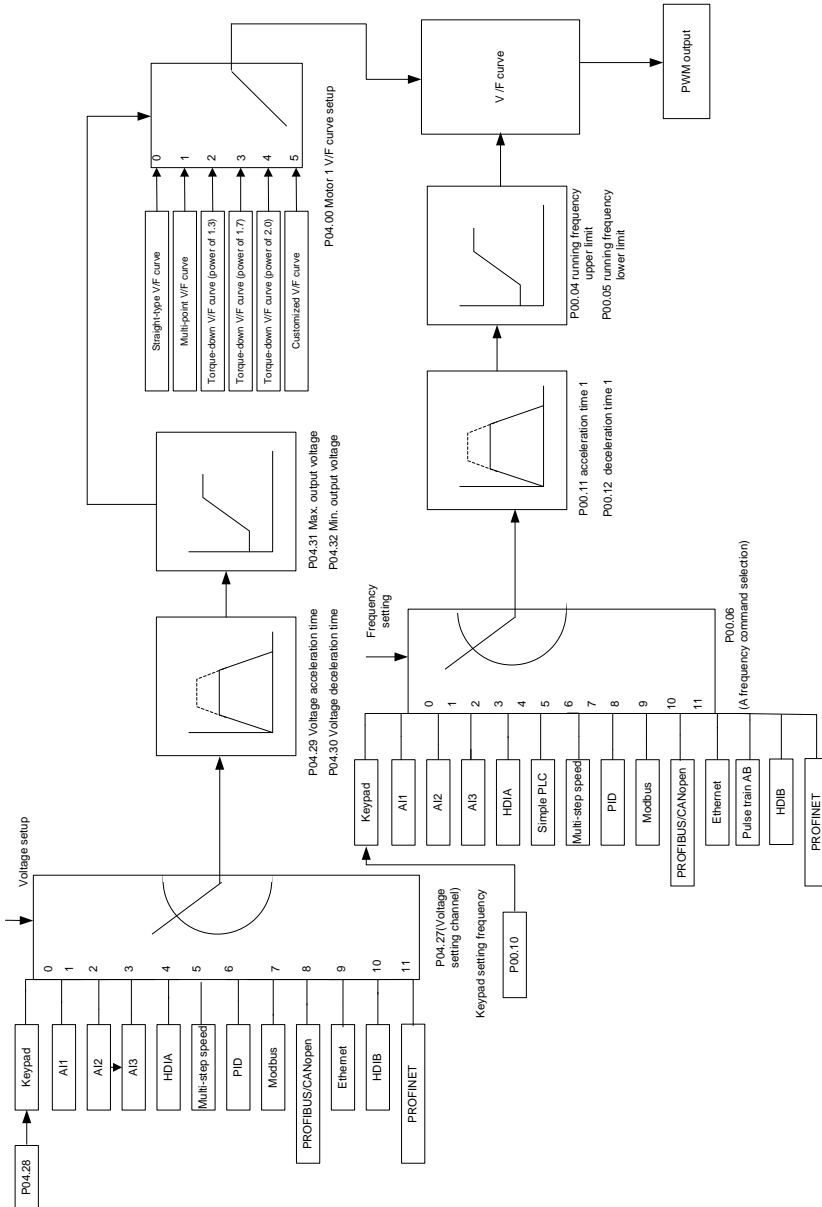 P04.28
Keypad
AI1
AI2
AI3
HDIA
Multi-step speed
PID
Modbus
PROFIBUS/CANopen
Ethernet
HDIB
PROFINET
0
1
2
3
4
5
6
7
8
9
10
11
Voltage setup
P04.27(Voltage
setting channel)
P04.29 Voltage acceleration time
P04.30 Voltage deceleration time
P04.31 Max. output voltage
P04.32 Min. output voltage
Straight-type V/F curve
Multi-point V/F curve
Torque-down V/F curve (power of 1.3)
Torque-down V/F curve (power of 1.7)
Torque-down V/F curve (power of 2.0)
Customized V/F curve
0
1
2
3
4
5
P04.00 Motor 1 V/F curve setup
Keypad setting frequency
P00.10
Keypad
AI1
AI2
AI3
HDIA
Simple PLC
Multi-step speed
PID
Modbus
PROFIBUS/CANopen
Ethernet
Pulse train AB
HDIB
PROFINET
0
1
2
3
4
5
6
7
8
9
10
11
Frequency
setting
P00.06
(A frequency command selection)
P00.11 acceleration time 1
P00.12 deceleration time 1
P00.04 running frequency
upper limit
P00.05 running frequency
lower limit
V /F curve
PWM output